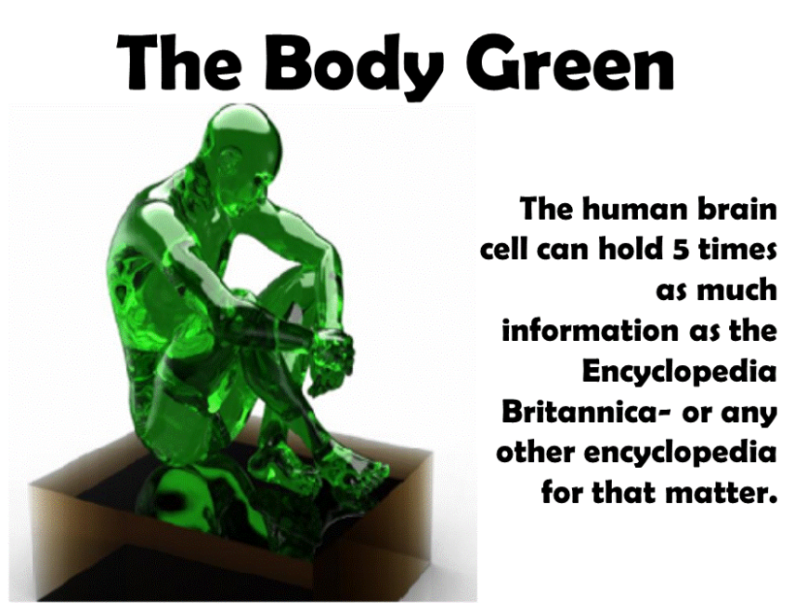 The Body Green
The human brain
cell can hold 5 times
as much
information as the
Encyclopedia
Britannica- or any
other encyclopedia
for that matter.